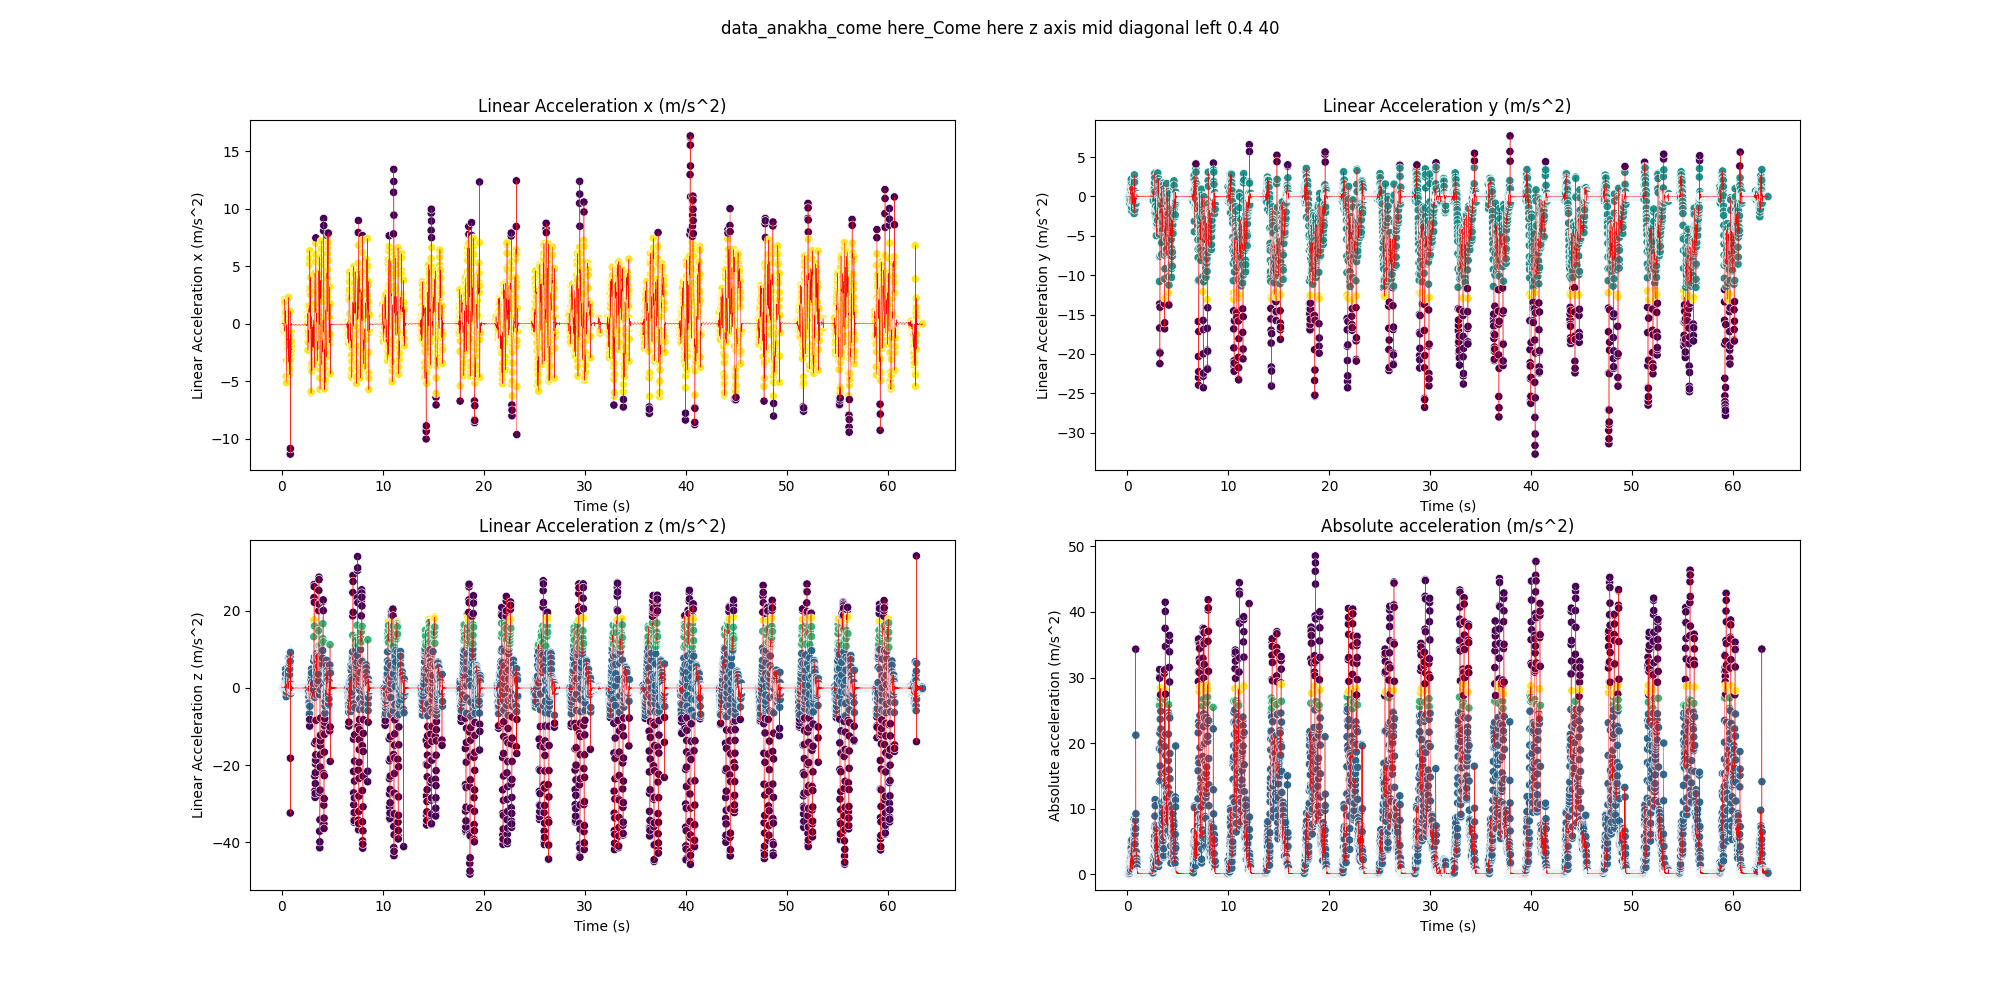 data_anakha_come here_Come here z axis mid diagonal left 0.4 40
Linear Acceleration x (m/s^2)
Linear Acceleration x (m/s^2)
15
10
5
0
−5
−10
0 10 20 30 40 50 60
Time (s)
Linear Acceleration y (m/s^2)
Linear Acceleration y (m/s^2)
5
0
−5
−10
−15
−20
−25
−30
0 10 20 30 40 50 60
Time (s)
Linear Acceleration z (m/s^2)
Linear Acceleration z (m/s^2)
20
0
−20
−40
0 10 20 30 40 50 60
Time (s)
Absolute acceleration (m/s^2)
Absolute acceleration (m/s^2)
50
40
30
20
10
0
0 10 20 30 40 50 60
Time (s)